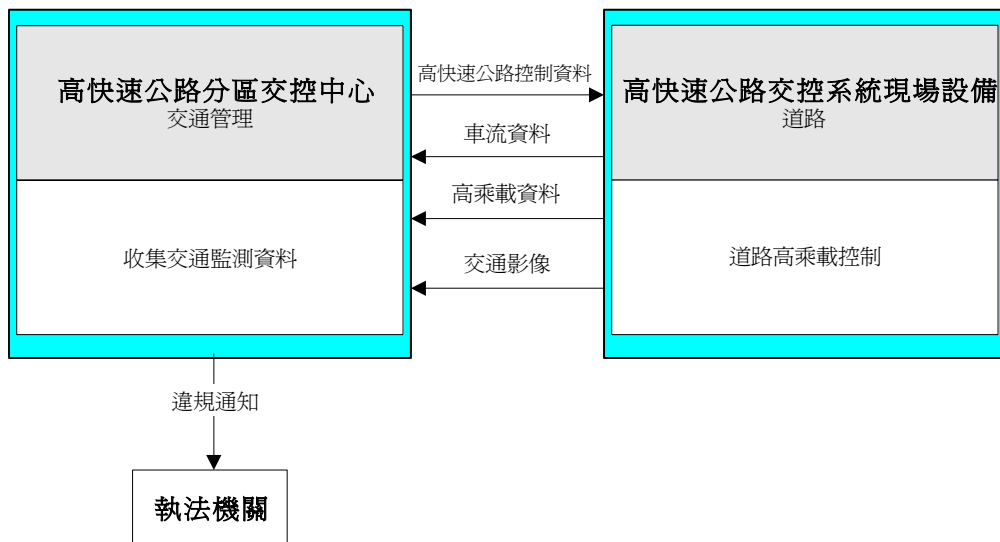 高快速公路分區交控中心
交通管理
收集交通監測資料
高快速公路控制資料
車流資料
高乘載資料
交通影像
高快速公路交控系統現場設備
道路
道路高乘載控制
違規通知
執法機關